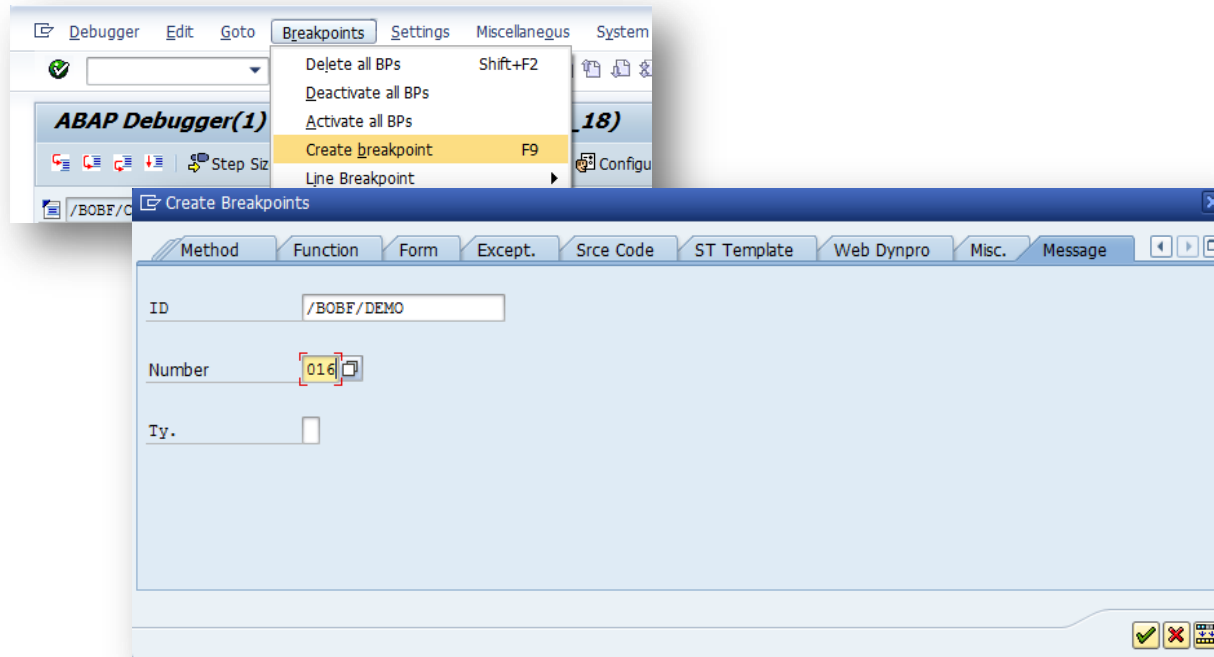 Debugger Edit Goto Breakpoints Settings Miscellaneous System
Delete all BPs Shift+F2
Deactivate all BPs
Activate all BPs
ABAP Debugger(1) _18)
Create breakpoint F9
Step Siz Configu
Line Breakpoint
/BOBF/C
Create Breakpoints
Method Function Form Except. Srce Code ST Template Web Dynpro Misc. Message
ID /BOBF/DEMO
Number 016
Ty.